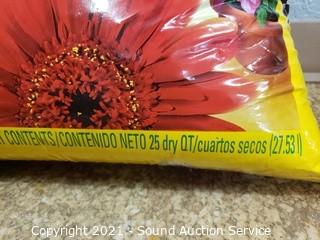 CONTENTS/CONTENIDO NETO 25 dry QT/cuartos secos (27.53 l)
Copyright 2021 - Sound Auction Service